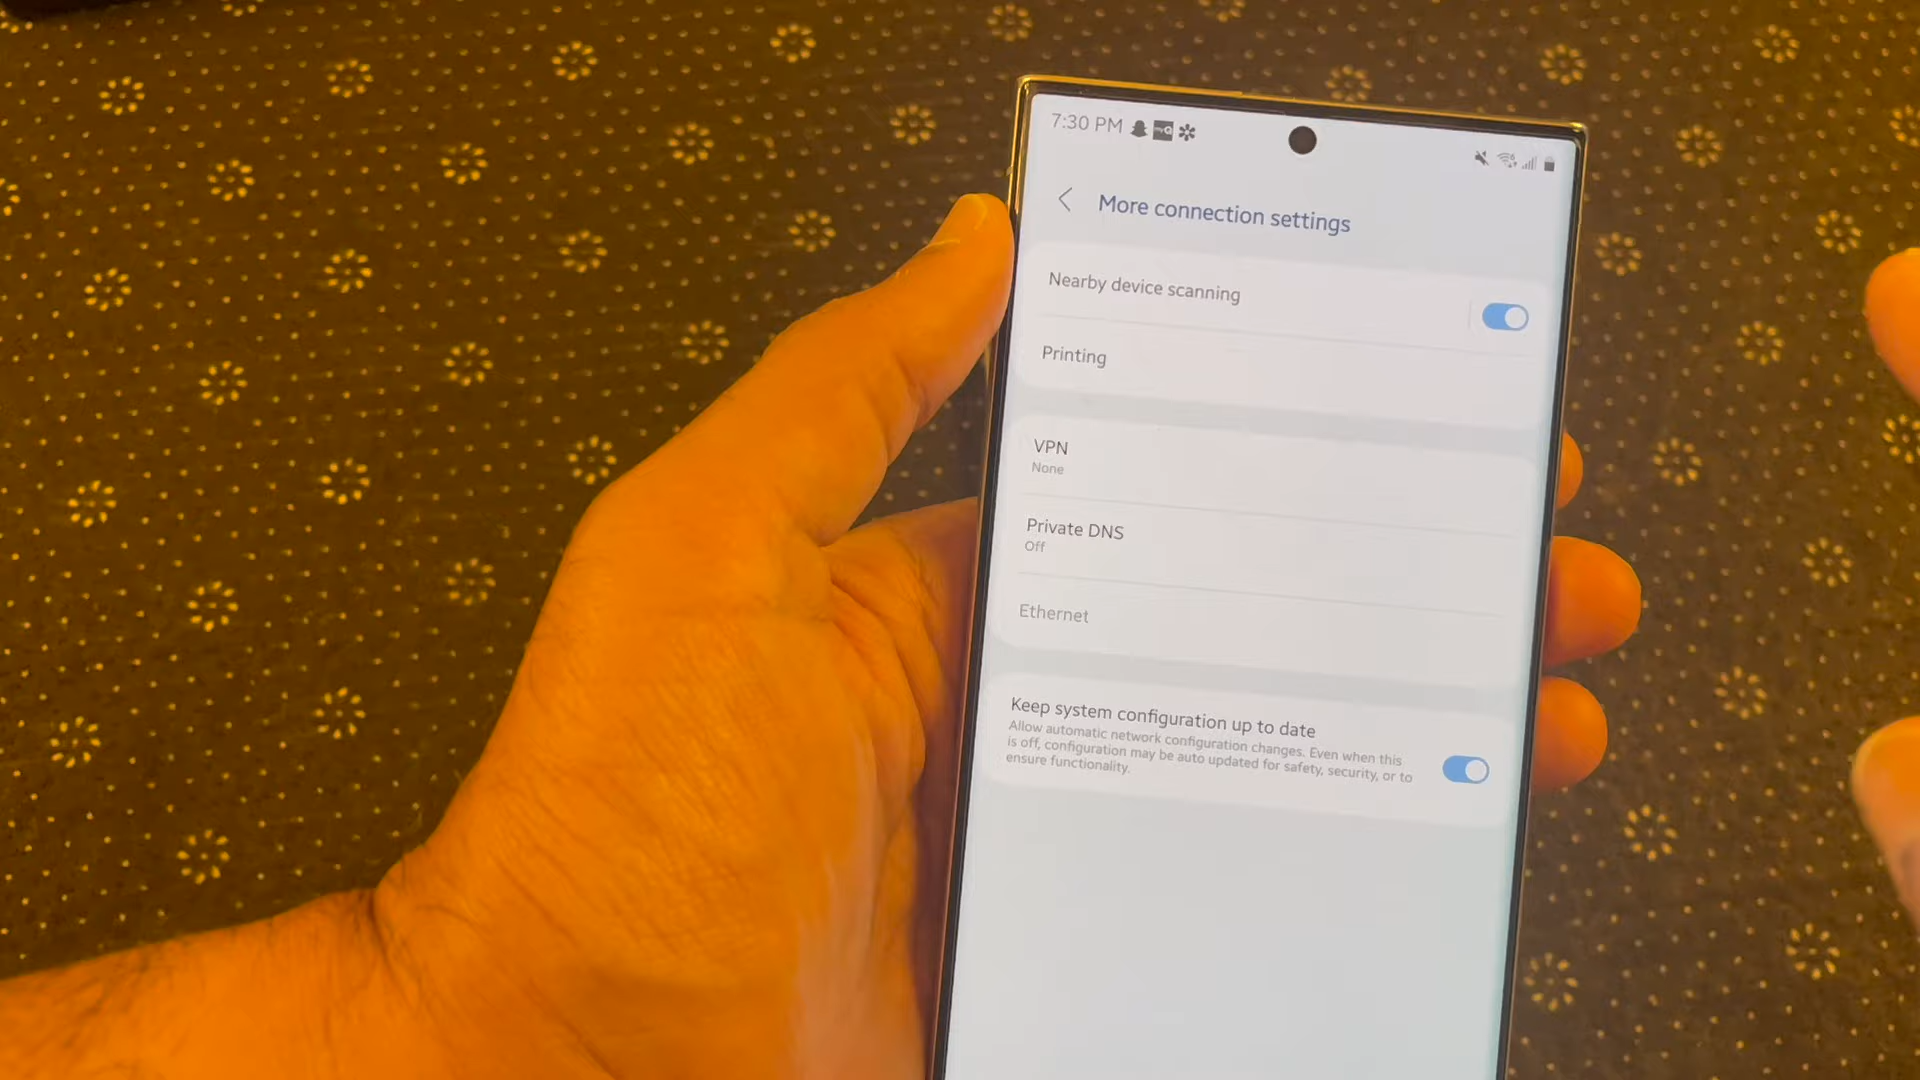 7:30 PM
More connection settings
Nearby device scanning
Printing
VPN
None
Private DNS
Off
Ethernet
Keep system configuration up to date
Allow automatic network configuration changes. Even when this
is off, configuration may be auto updated for safety, security, or to
ensure functionality.